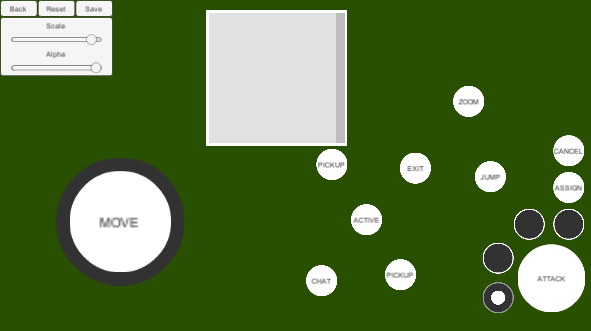 Back
Reset
Save
Scale
Alpha
ZOOM
CANCEL
PICKUP
EXIT
JUMP
ASSIGN
MOVE
ACTIVE
CHAT
PICKUP
ATTACK